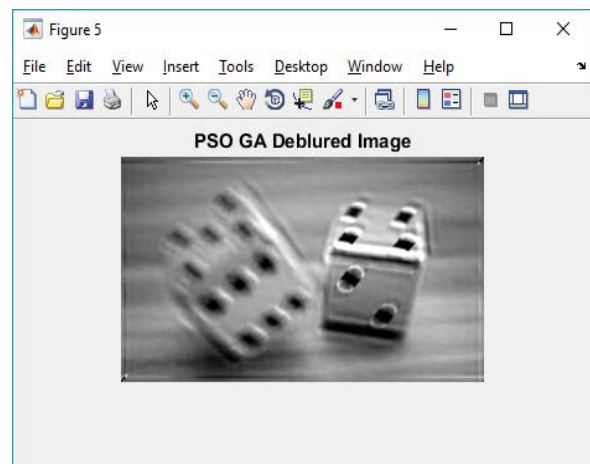 Figure 5
File Edit View Insert Tools Desktop Window Help
PSO GA Deblured Image